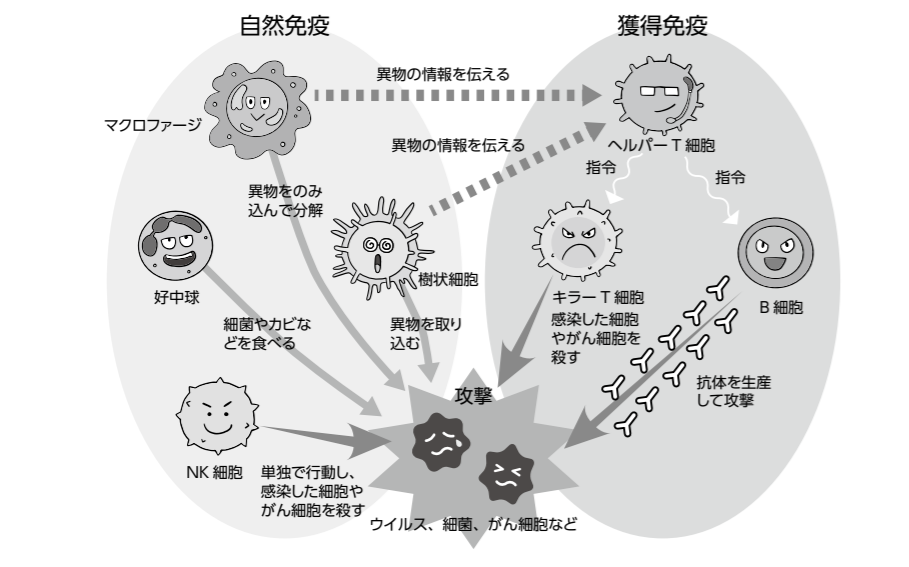 自然免疫
獲得免疫
異物の情報を伝える
マクロファージ
異物の情報を伝える
ヘルパー T 細胞
指令
指令
異物をのみ
込んで分解
樹状細胞
好中球
キラー T 細胞
B 細胞
細菌やカビな
どを食べる
異物を取り
込む
感染した細胞
やがん細胞を
殺す
抗体を生産
して攻撃
攻撃
NK 細胞
単独で行動し、
感染した細胞や
がん細胞を殺す
ウイルス、細菌、がん細胞など